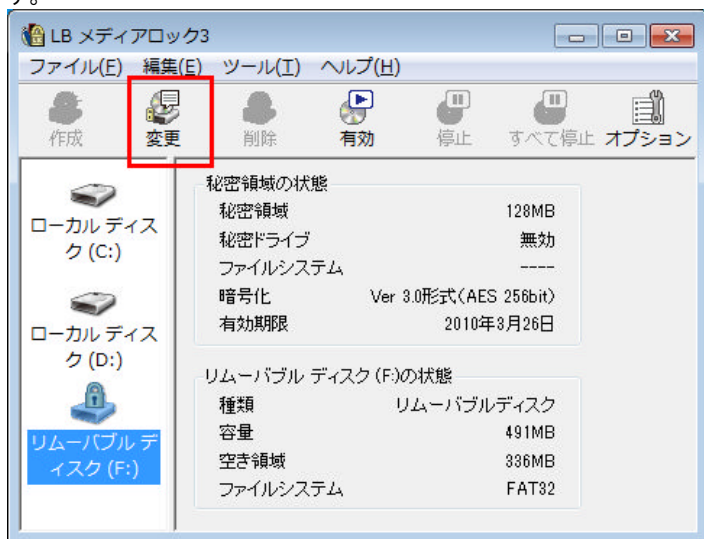 す。
LB メディアロック3
ファイル(F) 編集(E) ツール(T) ヘルプ(H)
作成 変更 削除 有効 停止 すべて停止 オプション
ローカル ディス
ク (C:)
ローカル ディス
ク (D:)
リムーバブル デ
ィスク (F:)
秘密領域の状態
秘密領域 128MB
秘密ドライブ 無効
ファイルシステム ----
暗号化 Ver 3.0形式(AES 256bit)
有効期限 2010年3月26日
リムーバブル ディスク (F:)の状態
種類 リムーバブルディスク
容量 491MB
空き領域 336MB
ファイルシステム FAT32